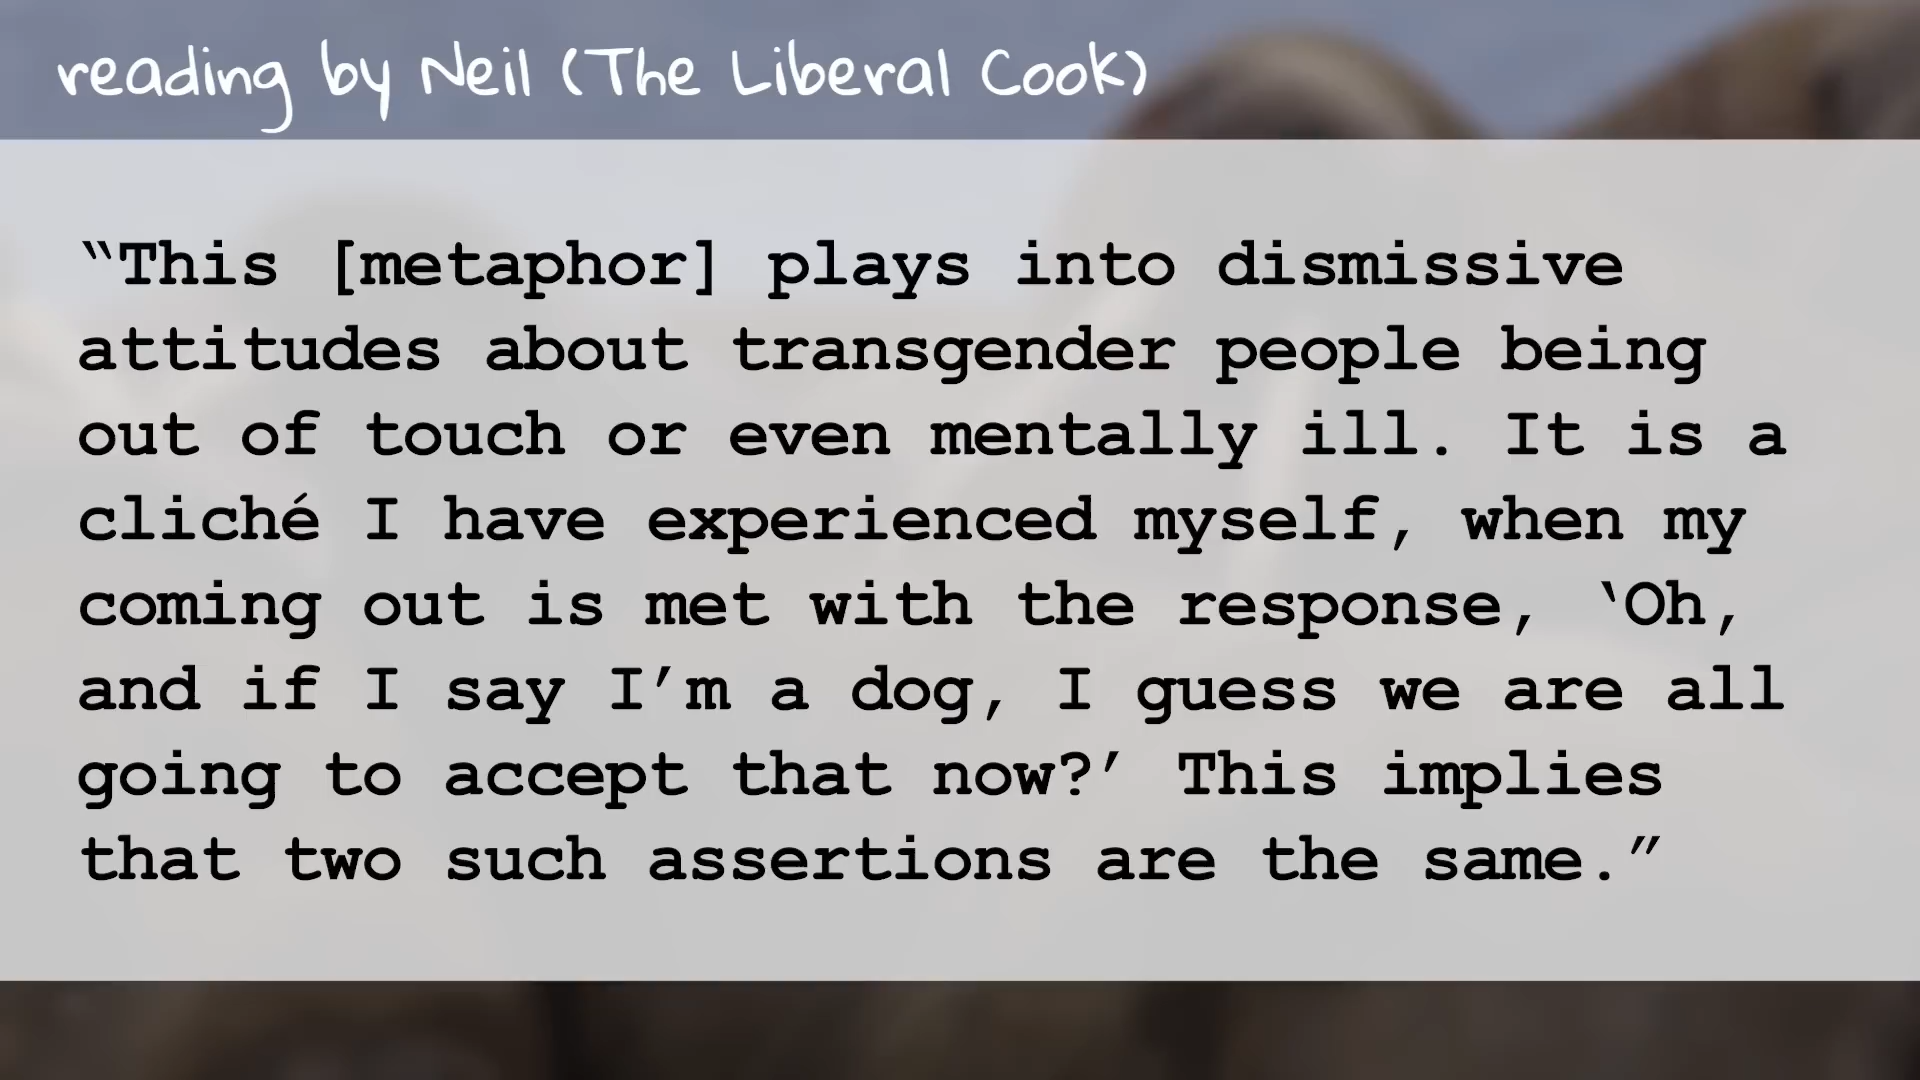 reading by Neil (The Liberal Cook)
“This [metaphor] plays into dismissive
attitudes about transgender people being
out of touch or even mentally ill. It is a
cliché I have experienced myself, when my
coming out is met with the response, ‘Oh,
and if I say I’m a dog, I guess we are all
going to accept that now?’ This implies
that two such assertions are the same.”